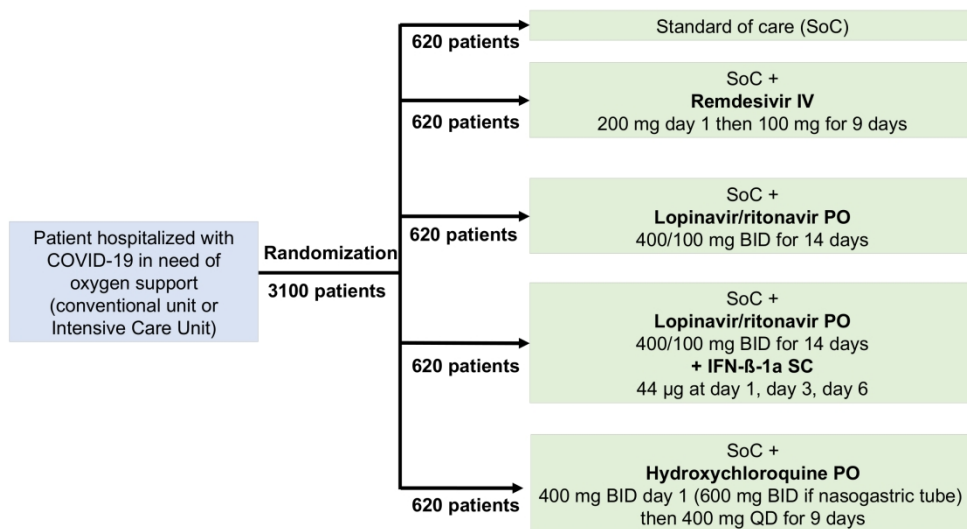 Patient hospitalized with
COVID-19 in need of
oxygen support
(conventional unit or
Intensive Care Unit)
Randomization
3100 patients
620 patients
Standard of care (SoC)
620 patients
SoC +
Remdesivir IV
200 mg day 1 then 100 mg for 9 days
620 patients
SoC +
Lopinavir/ritonavir PO
400/100 mg BID for 14 days
620 patients
SoC +
Lopinavir/ritonavir PO
400/100 mg BID for 14 days
+ IFN-ß-1a SC
44 µg at day 1, day 3, day 6
620 patients
SoC +
Hydroxychloroquine PO
400 mg BID day 1 (600 mg BID if nasogastric tube)
then 400 mg QD for 9 days